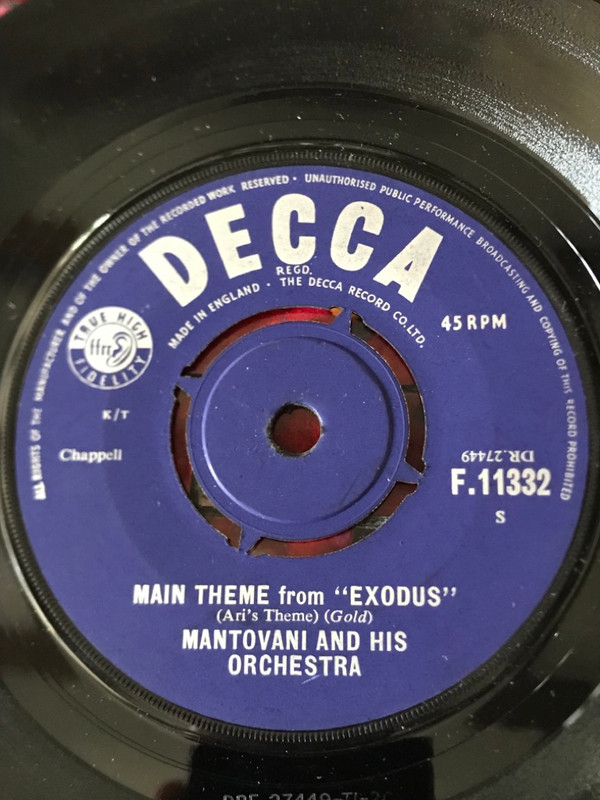 ALL RIGHTS OF THE MANUFACTURER AND OF THE OWNER OF THE RECORDED WORK RESERVED · UNAUTHORISED PUBLIC PERFORMANCE BROADCASTING AND COPYING OF THIS RECORD PROHIBITED
DECCA
REGD.
MADE IN ENGLAND · THE DECCA RECORD CO. LTD.
45 RPM
TRUE HIGH
ffrr
FIDELITY
K/T
Chappell
DR.27449
F.11332
S
MAIN THEME from "EXODUS"
(Ari's Theme) (Gold)
MANTOVANI AND HIS
ORCHESTRA